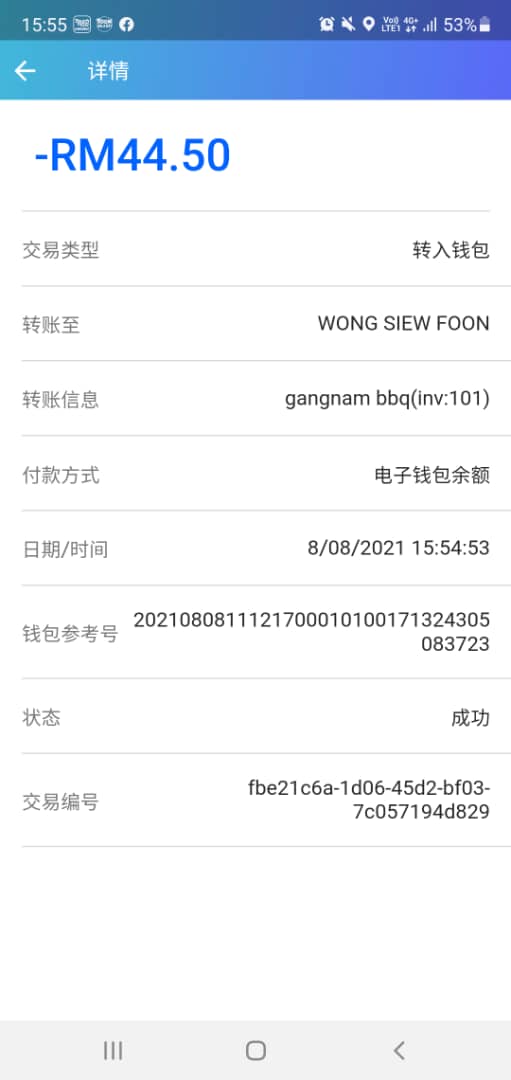 15:55
Vo)) 4G+
LTE1
53%
详情
-RM44.50
交易类型
转入钱包
转账至
WONG SIEW FOON
转账信息
gangnam bbq(inv:101)
付款方式
电子钱包余额
日期/时间
8/08/2021 15:54:53
钱包参考号
20210808111217000101001713243​05
083723
状态
成功
交易编号
fbe21c6a-1d06-45d2-bf03-
7c057194d829